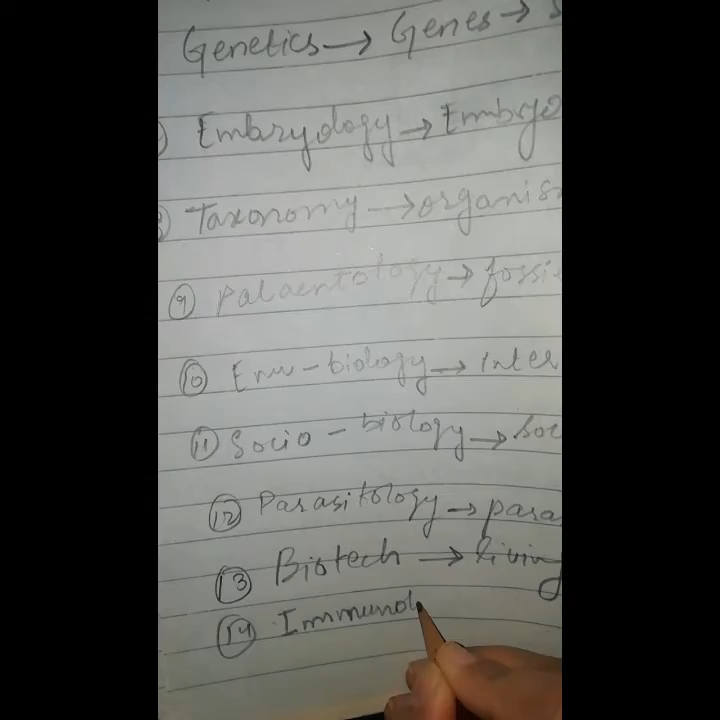 Genetics → Genes →
Embryology → Embryo
Taxonomy → organis
⑨ Palaentology → fossi
⑩ Env - biology → inter
⑪ Socio - biology → soc
⑫ Parasitology → para
⑬ Biotech → living
⑭ Immunol